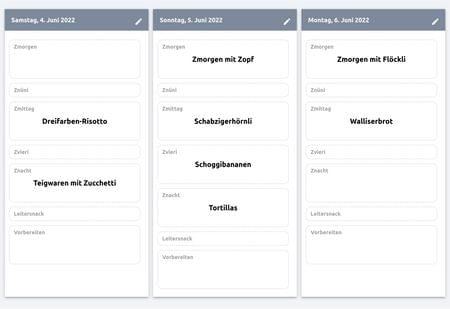 Samstag, 4. Juni 2022
Zmorgen
Znüni
Zmittag
Dreifarben-Risotto
Zvieri
Znacht
Teigwaren mit Zucchetti
Leitersnack
Vorbereiten
Sonntag, 5. Juni 2022
Zmorgen
Zmorgen mit Zopf
Znüni
Zmittag
Schabzigerhörnli
Zvieri
Schoggibananen
Znacht
Tortillas
Leitersnack
Vorbereiten
Montag, 6. Juni 2022
Zmorgen
Zmorgen mit Flöckli
Znüni
Zmittag
Walliserbrot
Zvieri
Znacht
Leitersnack
Vorbereiten